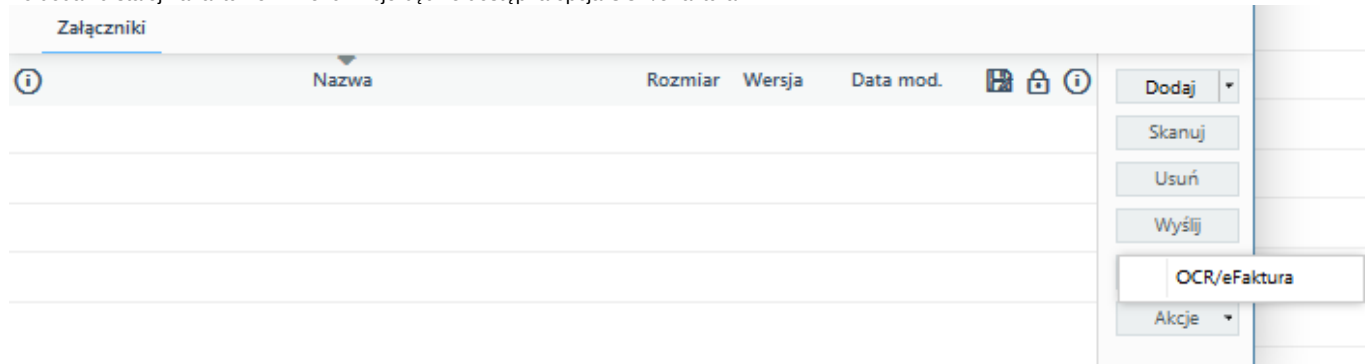 Załączniki
Nazwa Rozmiar Wersja Data mod.
Dodaj
Skanuj
Usuń
Wyślij
OCR/eFaktura
Akcje